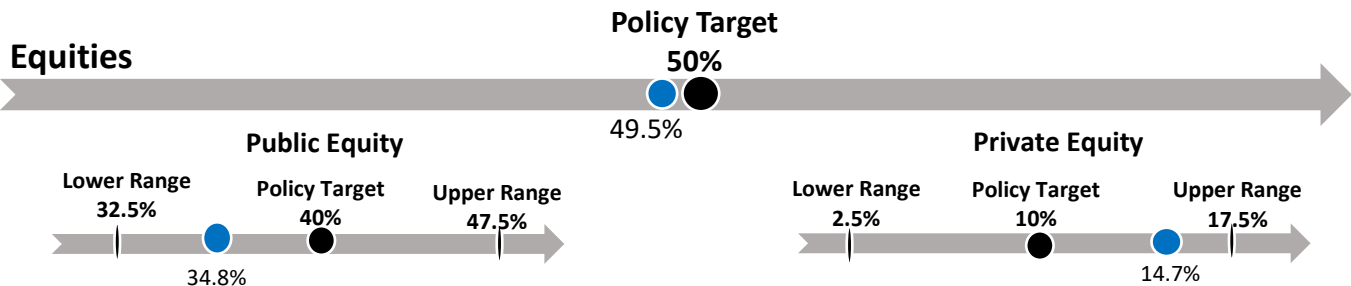 Policy Target
50%
Equities
49.5%
Public Equity
Private Equity
Lower Range
32.5%
Policy Target
40%
Upper Range
47.5%
34.8%
Lower Range
2.5%
Policy Target
10%
Upper Range
17.5%
14.7%